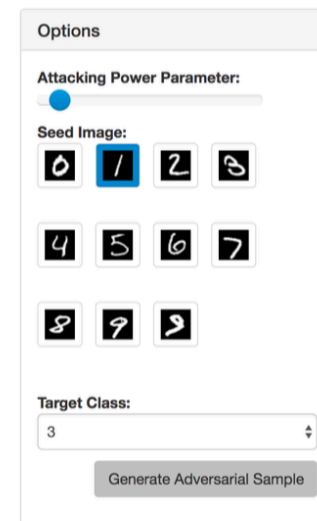 Options
Attacking Power Parameter:
Seed Image:
0 1 2 3
4 5 6 7
8 9
Target Class:
3
Generate Adversarial Sample